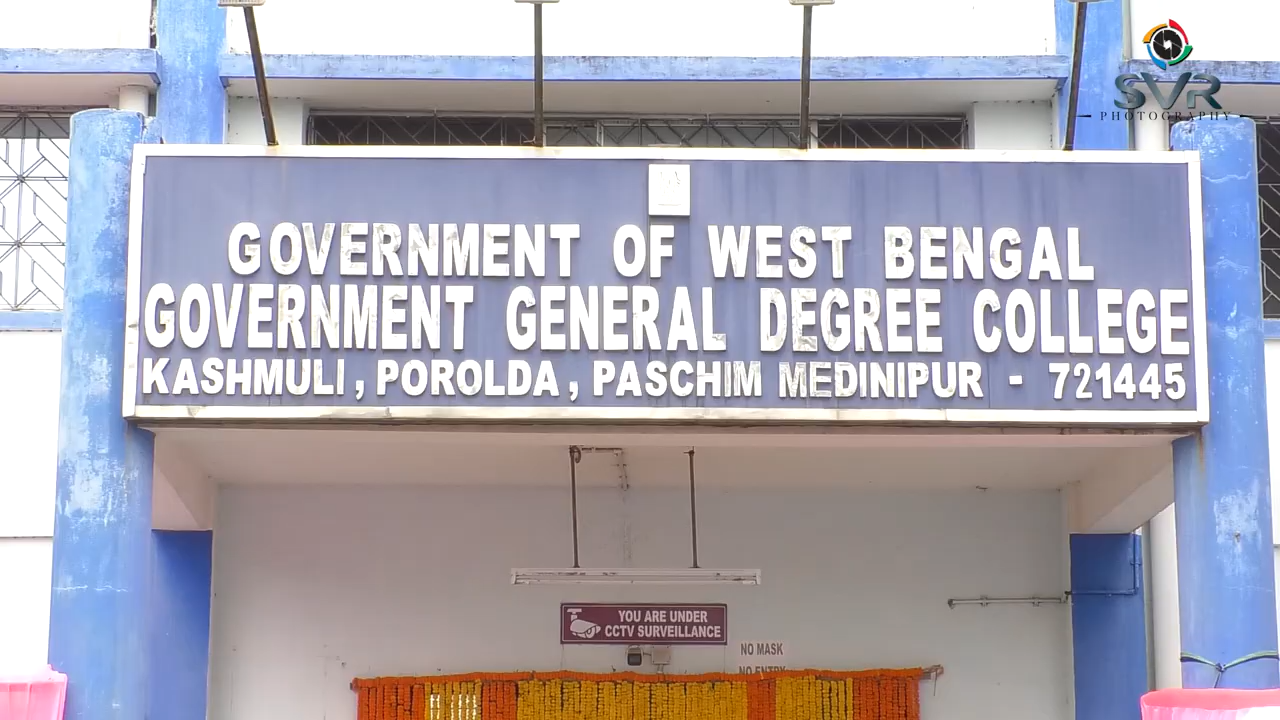 SVR
PHOTOGRAPHY
GOVERNMENT OF WEST BENGAL
GOVERNMENT GENERAL DEGREE COLLEGE
KASHMULI, POROLDA, PASCHIM MEDINIPUR - 721445
YOU ARE UNDER
CCTV SURVEILLANCE
NO MASK
NO ENTRY